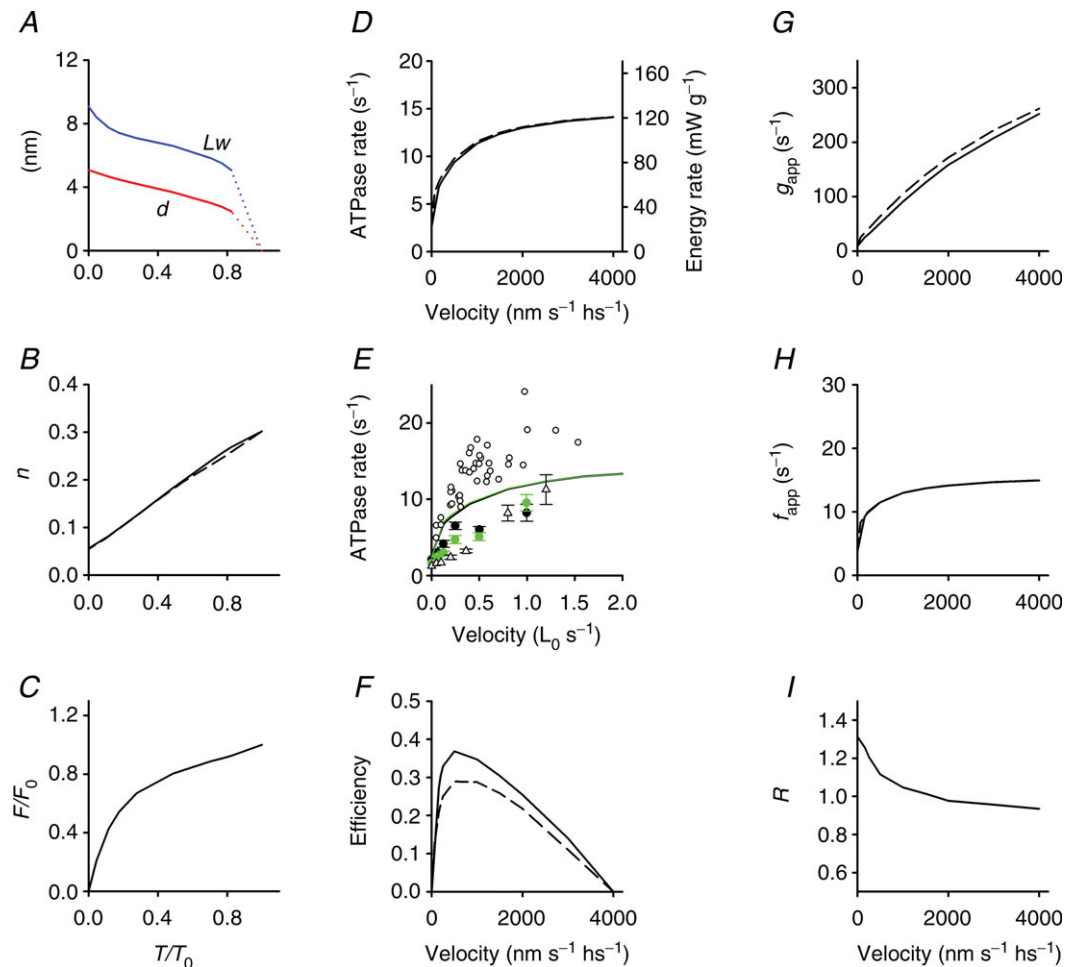 A
12
8
4
0
(nm)
Lw
d
0.0 0.4 0.8
B
0.4
0.3
0.2
0.1
0.0
n
0.0 0.4 0.8
C
1.2
0.8
0.4
0.0
F/F₀
0.0 0.4 0.8
T/T₀
D
20
15
10
5
0
ATPase rate (s⁻¹)
160
120
80
40
0
Energy rate (mW g⁻¹)
0 2000 4000
Velocity (nm s⁻¹ hs⁻¹)
E
20
10
0
ATPase rate (s⁻¹)
0.0 0.5 1.0 1.5 2.0
Velocity (L₀ s⁻¹)
F
0.5
0.4
0.3
0.2
0.1
0.0
Efficiency
0 2000 4000
Velocity (nm s⁻¹ hs⁻¹)
G
300
200
100
0
g_app (s⁻¹)
0 2000 4000
H
30
20
10
0
f_app (s⁻¹)
0 2000 4000
I
1.4
1.2
1.0
0.8
0.6
R
0 2000 4000
Velocity (nm s⁻¹ hs⁻¹)